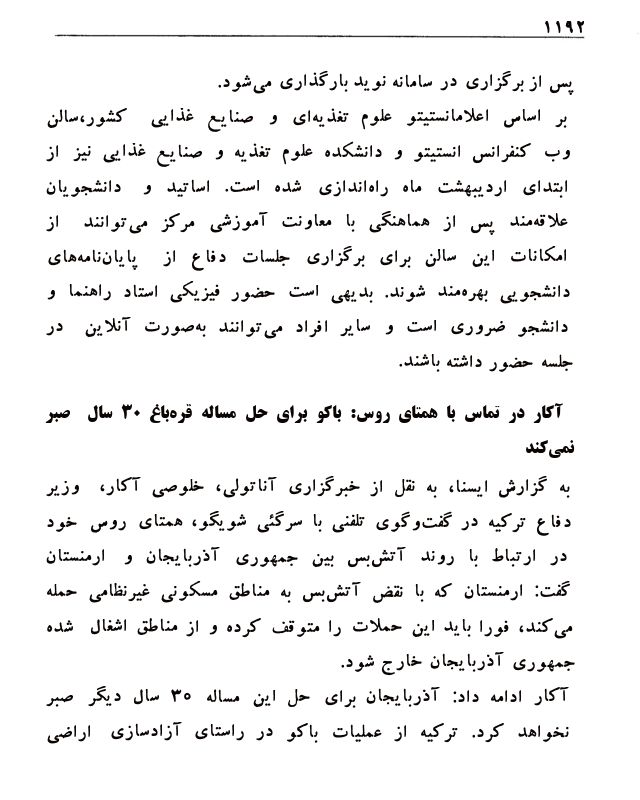 ۱۱۹۲
پس از برگزاری در سامانه نوید بارگذاری می‌شود.
بر اساس اعلامانستیتو علوم تغذیه‌ای و صنایع غذایی کشور،سالن
وب کنفرانس انستیتو و دانشکده علوم تغذیه و صنایع غذایی نیز از
ابتدای اردیبهشت ماه راه‌اندازی شده است. اساتید و دانشجویان
علاقه‌مند پس از هماهنگی با معاونت آموزشی مرکز می‌توانند از
امکانات این سالن برای برگزاری جلسات دفاع از پایان‌نامه‌های
دانشجویی بهره‌مند شوند. بدیهی است حضور فیزیکی استاد راهنما و
دانشجو ضروری است و سایر افراد می‌توانند به‌صورت آنلاین در
جلسه حضور داشته باشند.
آکار در تماس با همتای روس: باکو برای حل مساله قره‌باغ ۳۰ سال صبر
نمی‌کند
به گزارش ایسنا، به نقل از خبرگزاری آناتولی، خلوصی آکار، وزیر
دفاع ترکیه در گفت‌وگوی تلفنی با سرگئی شویگو، همتای روس خود
در ارتباط با روند آتش‌بس بین جمهوری آذربایجان و ارمنستان
گفت: ارمنستان که با نقض آتش‌بس به مناطق مسکونی غیرنظامی حمله
می‌کند، فورا باید این حملات را متوقف کرده و از مناطق اشغال شده
جمهوری آذربایجان خارج شود.
آکار ادامه داد: آذربایجان برای حل این مساله ۳۰ سال دیگر صبر
نخواهد کرد. ترکیه از عملیات باکو در راستای آزادسازی اراضی